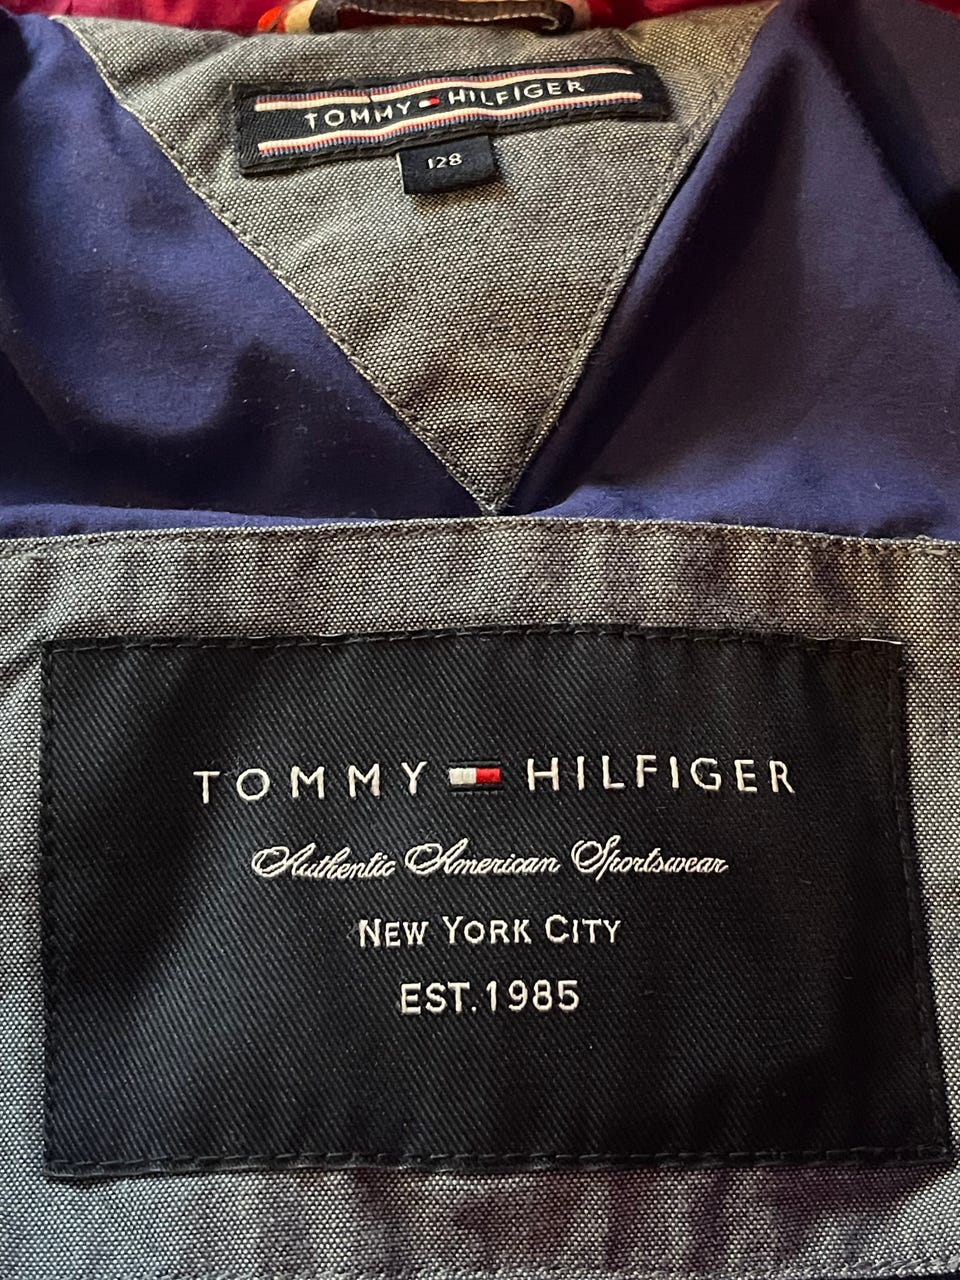 TOMMY HILFIGER
128
TOMMY HILFIGER
Authentic American Sportswear
NEW YORK CITY
EST.1985